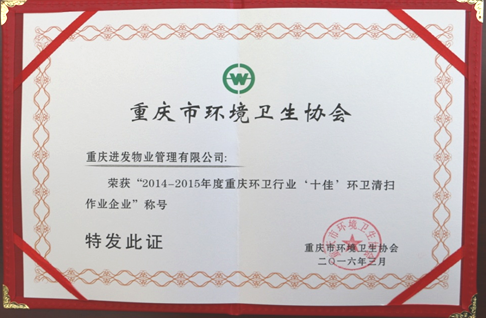 重庆市环境卫生协会
重庆进发物业管理有限公司:
荣获“2014-2015年度重庆环卫行业‘十佳’环卫清扫
作业企业”称号
特发此证
重庆市环境卫生协会
二〇一六年三月